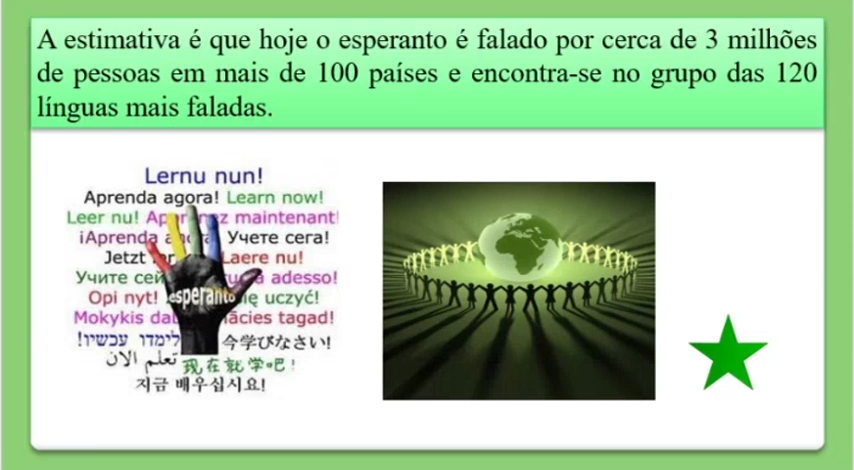 A estimativa é que hoje o esperanto é falado por cerca de 3 milhões
de pessoas em mais de 100 países e encontra-se no grupo das 120
línguas mais faladas.
Lernu nun!
Aprenda agora! Learn now!
Leer nu! maintenant!
¡Aprenda Учете сега!
Jetzt Laere nu!
Учите adesso!
Opi nyt! esperanto uczyć!
Mokykis tagad!
לימדו עכשיו! 今学びなさい!
تعلم الان 现在就学吧!
지금 배우십시요!